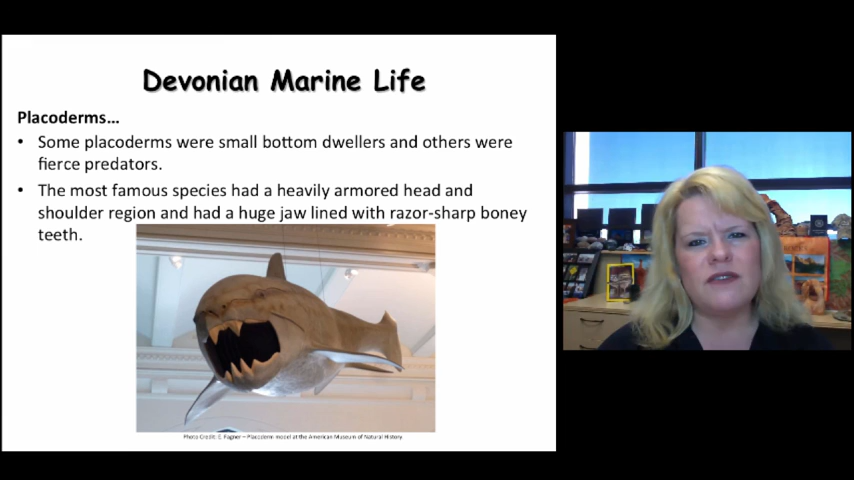 Devonian Marine Life
Placoderms...
• Some placoderms were small bottom dwellers and others were
fierce predators.
• The most famous species had a heavily armored head and
shoulder region and had a huge jaw lined with razor-sharp boney
teeth.
Photo Credit: E. Fagner – Placoderm model at the American Museum of Natural History